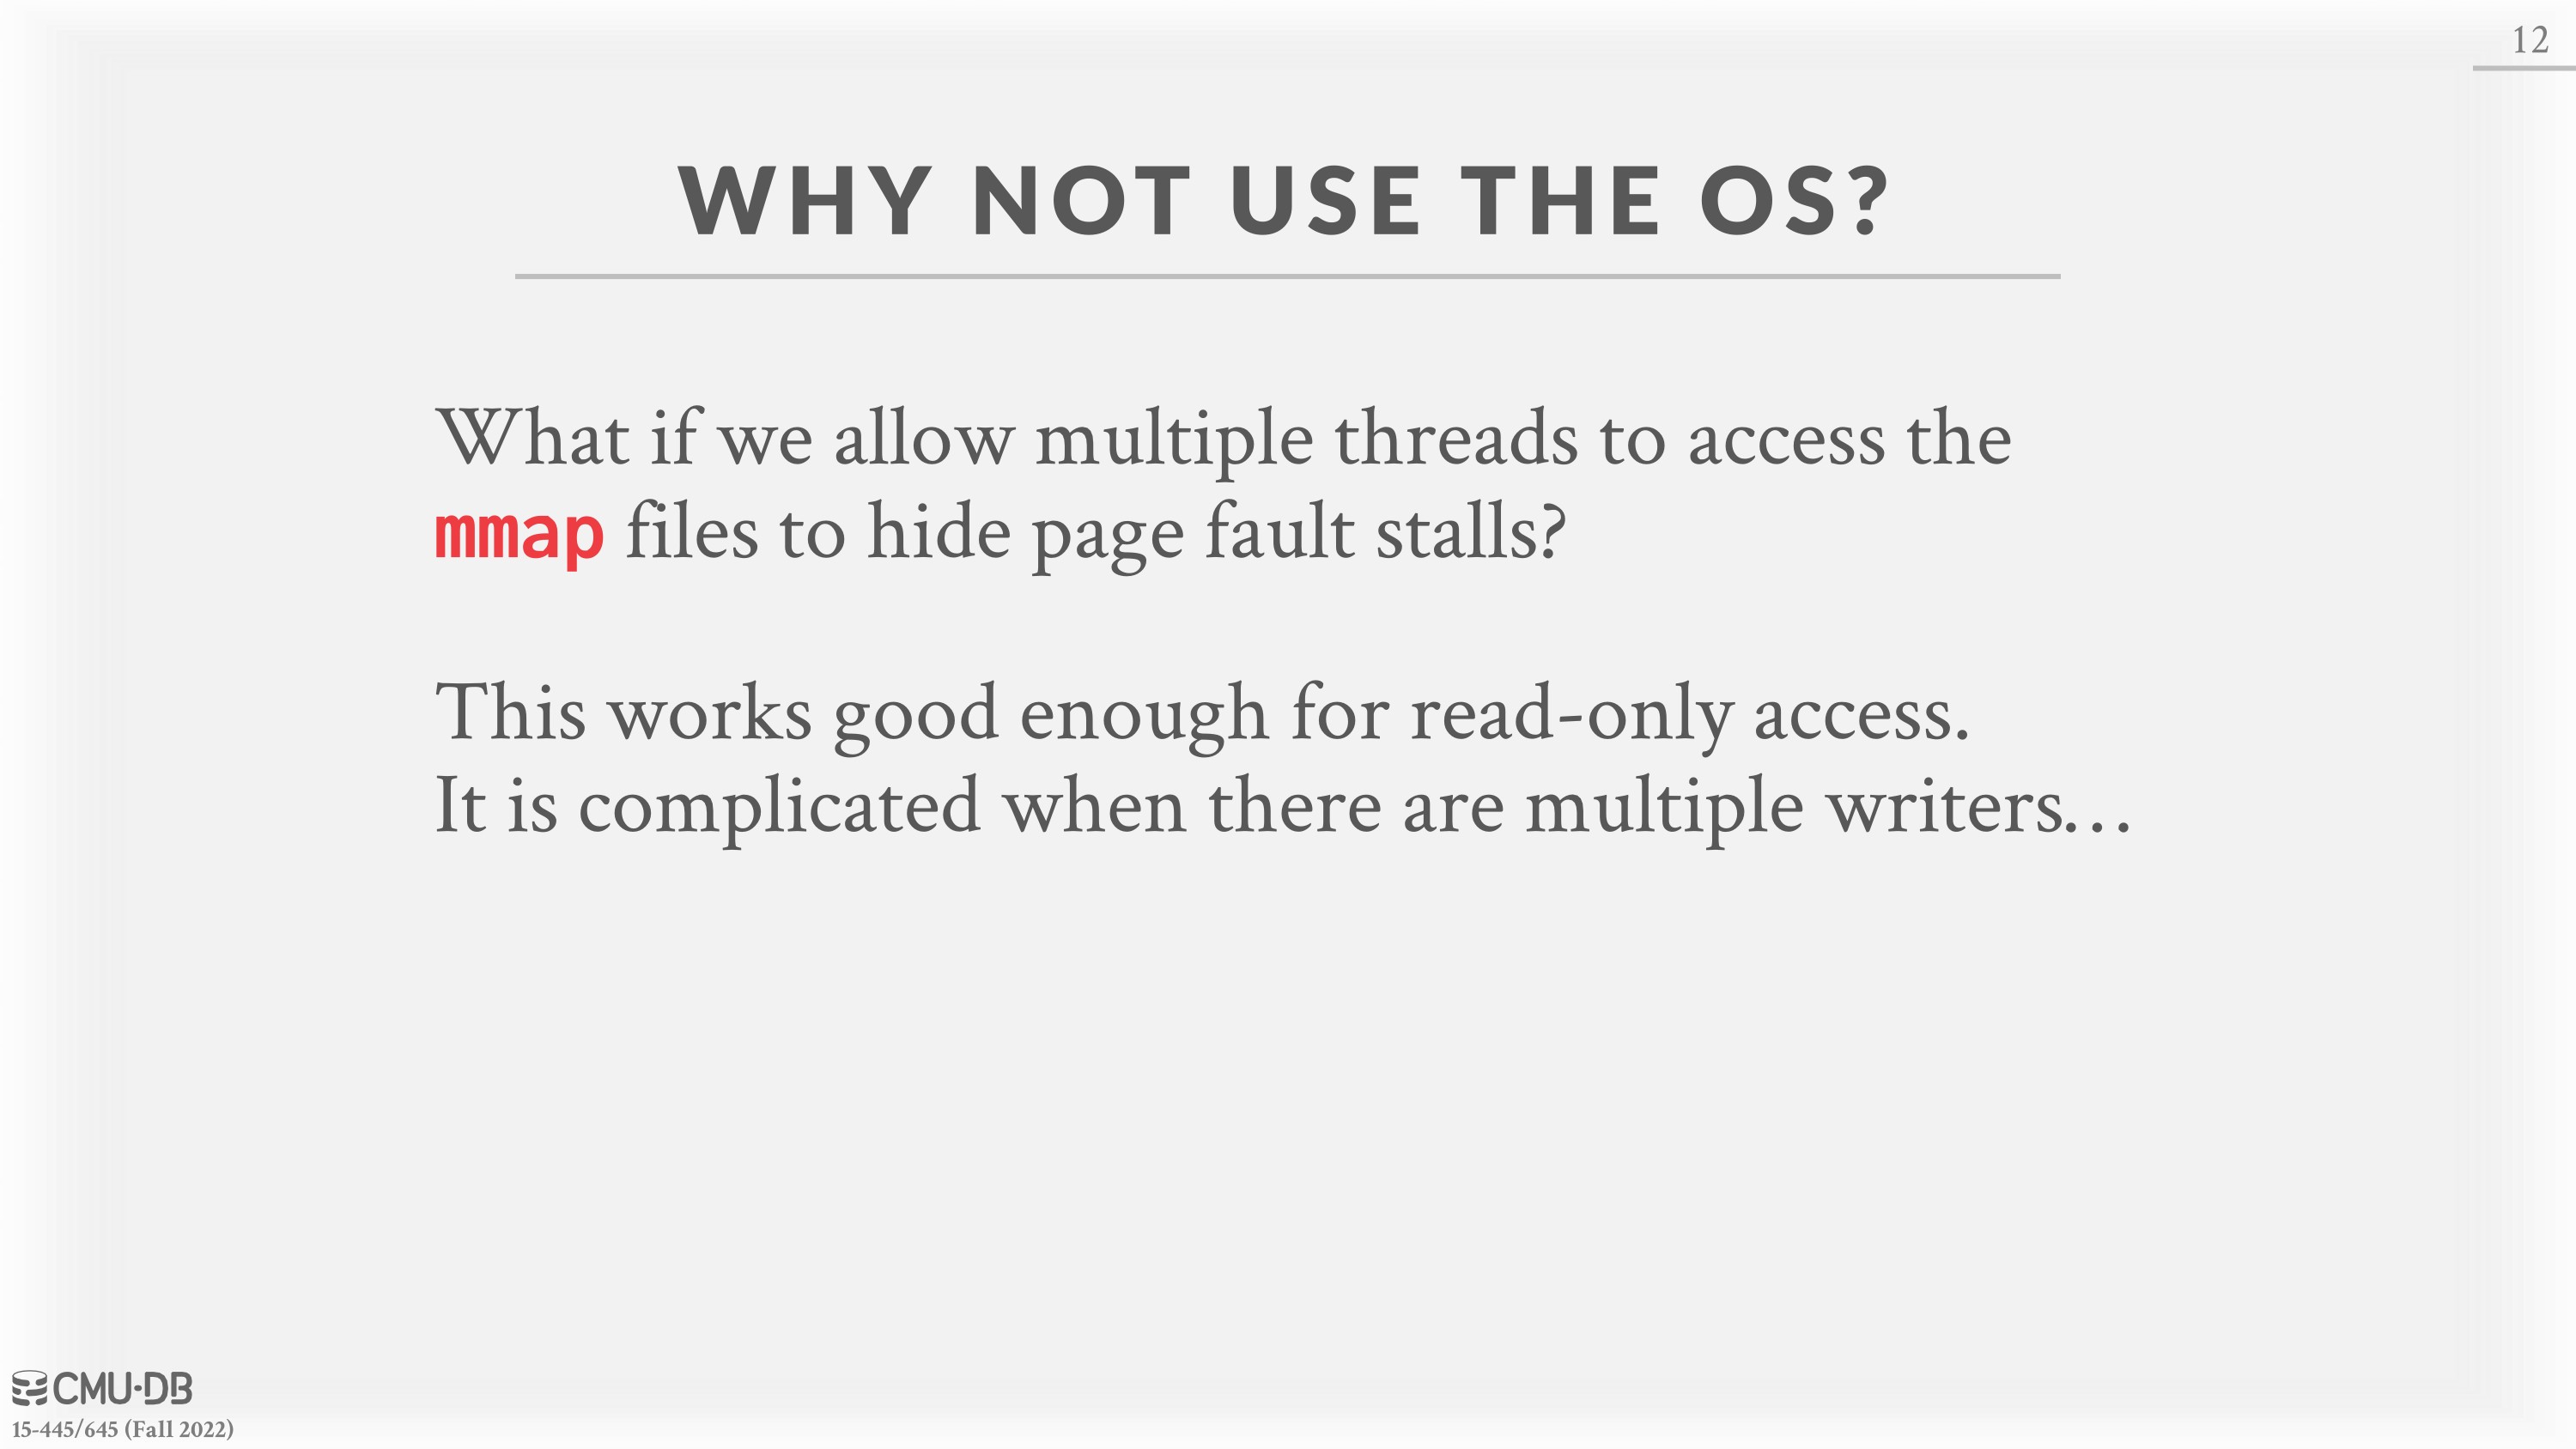 12
WHY NOT USE THE OS?
What if we allow multiple threads to access the
mmap files to hide page fault stalls?
This works good enough for read-only access.
It is complicated when there are multiple writers…
CMU·DB
15-445/645 (Fall 2022)